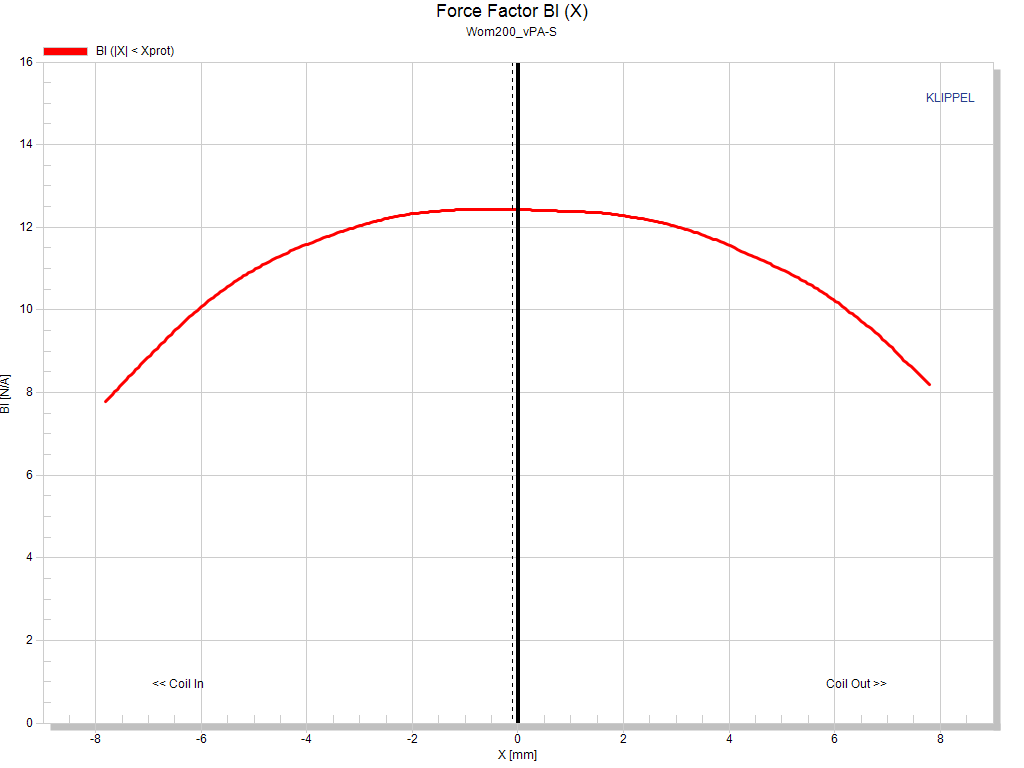 Force Factor Bl (X)
Wom200_vPA-S
Bl (|X| < Xprot)
KLIPPEL
16
14
12
10
8
6
4
2
0
Bl [N/A]
<< Coil In
Coil Out >>
-8 -6 -4 -2 0 2 4 6 8
X [mm]